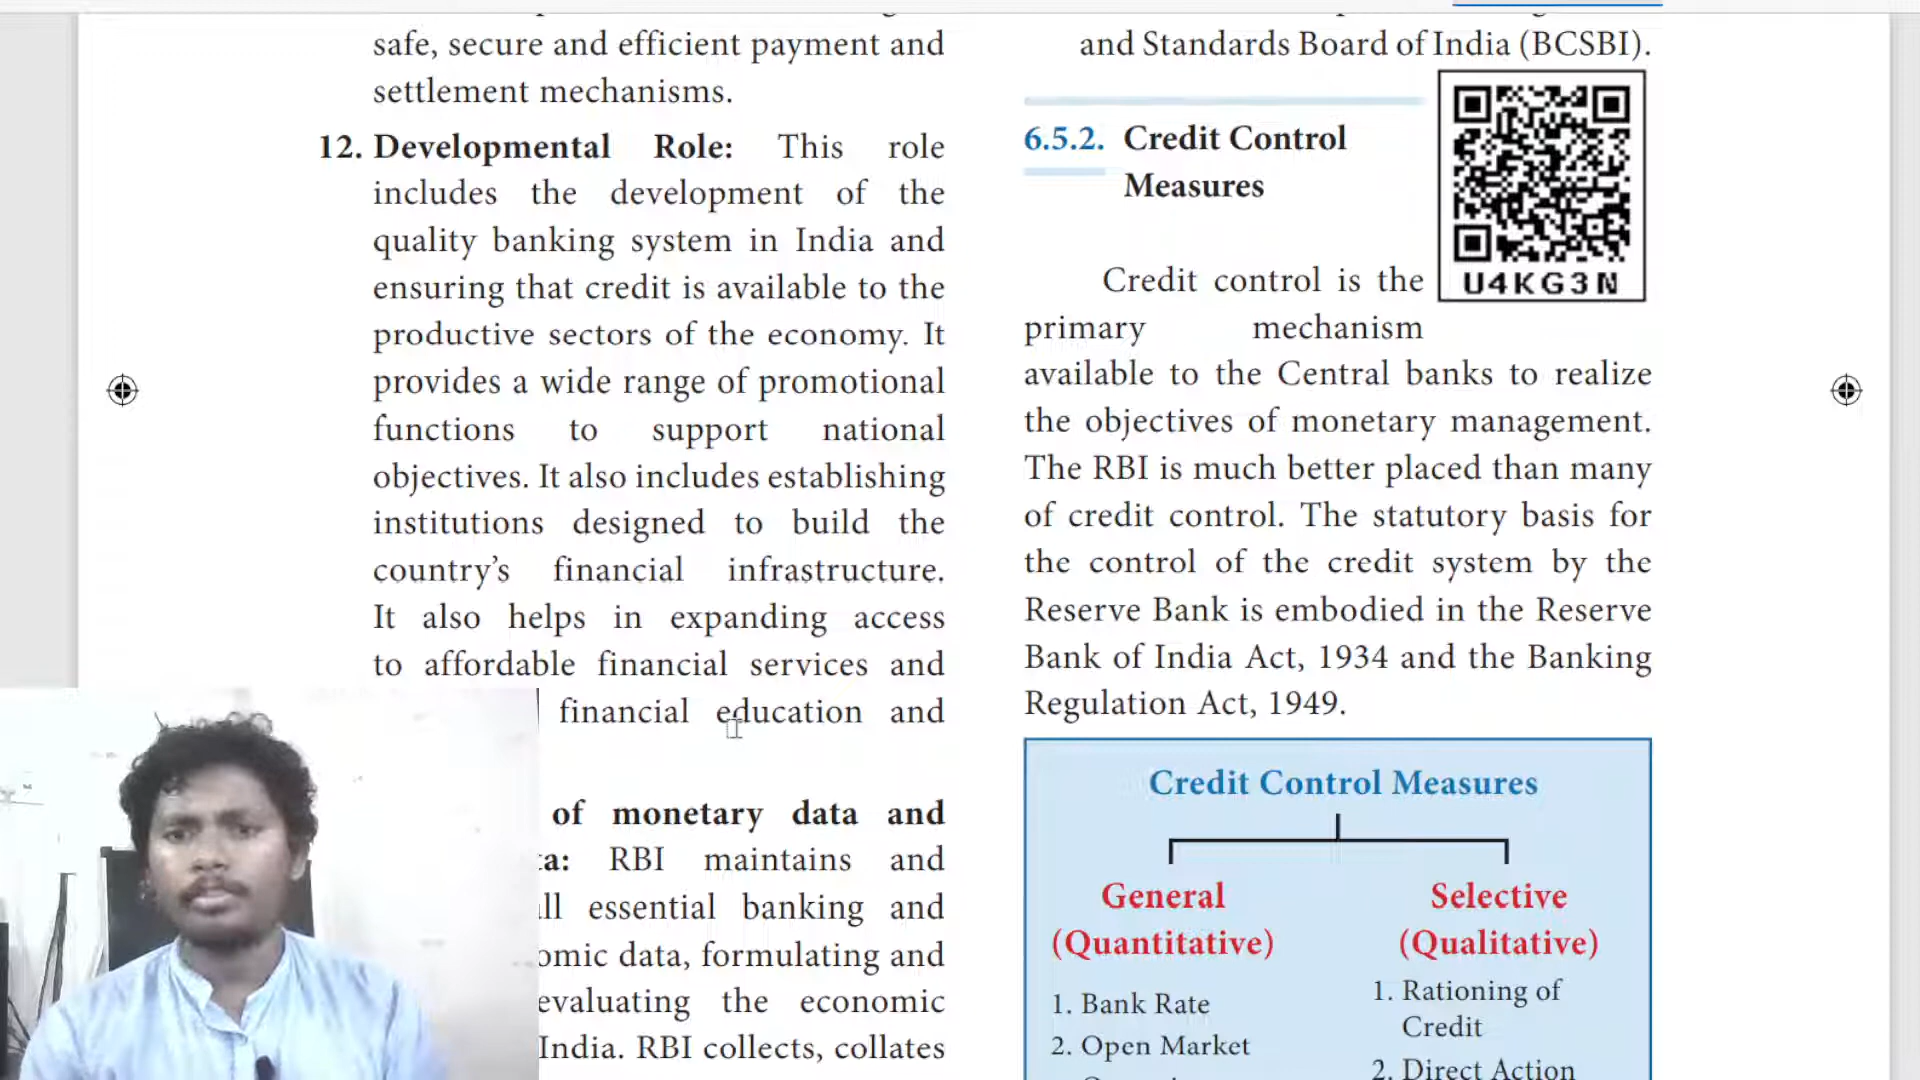 safe, secure and efficient payment and
settlement mechanisms.
12. Developmental Role: This role
includes the development of the
quality banking system in India and
ensuring that credit is available to the
productive sectors of the economy. It
provides a wide range of promotional
functions to support national
objectives. It also includes establishing
institutions designed to build the
country’s financial infrastructure.
It also helps in expanding access
to affordable financial services and
financial education and
of monetary data and
RBI maintains and
essential banking and
data, formulating and
evaluating the economic
India. RBI collects, collates
and Standards Board of India (BCSBI).
6.5.2. Credit Control
Measures
U4KG3N
Credit control is the
primary mechanism
available to the Central banks to realize
the objectives of monetary management.
The RBI is much better placed than many
of credit control. The statutory basis for
the control of the credit system by the
Reserve Bank is embodied in the Reserve
Bank of India Act, 1934 and the Banking
Regulation Act, 1949.
Credit Control Measures
General
(Quantitative)
1. Bank Rate
2. Open Market
Selective
(Qualitative)
1. Rationing of
Credit
2. Direct Action